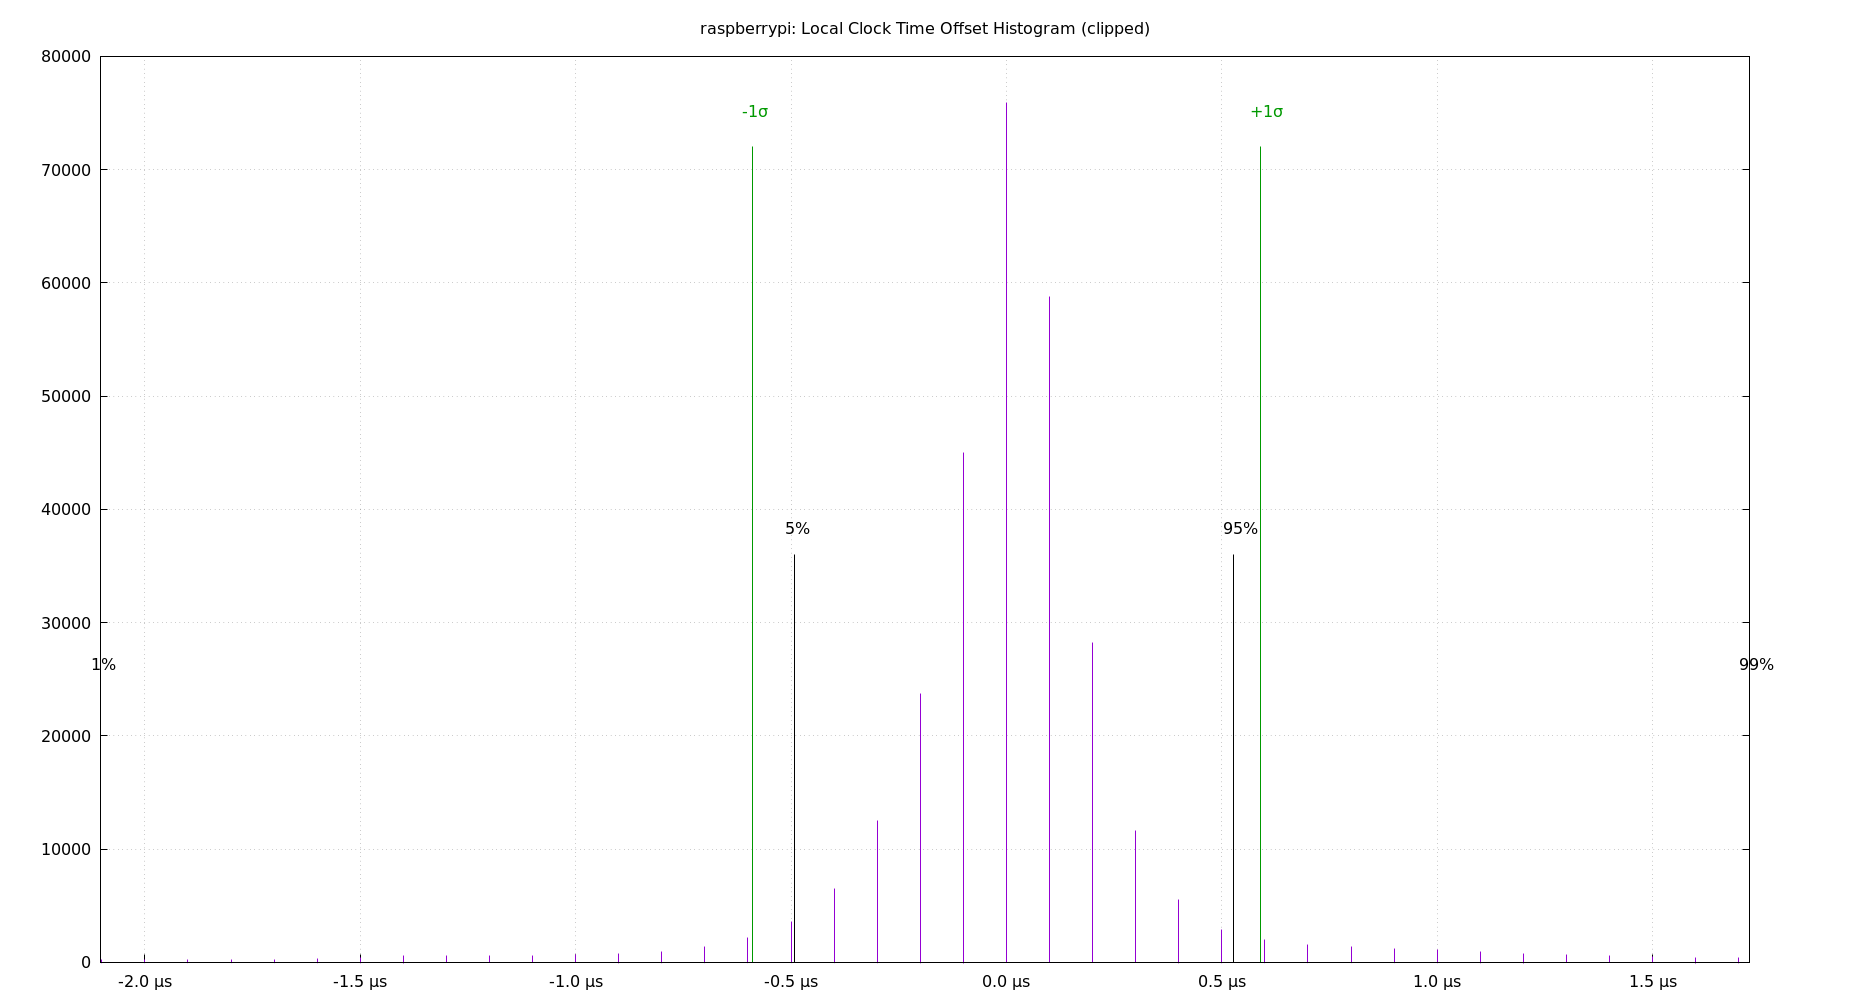 raspberrypi: Local Clock Time Offset Histogram (clipped)
80000
-1σ
+1σ
70000
60000
50000
40000
5%
95%
30000
1%
99%
20000
10000
0
-2.0 µs
-1.5 µs
-1.0 µs
-0.5 µs
0.0 µs
0.5 µs
1.0 µs
1.5 µs